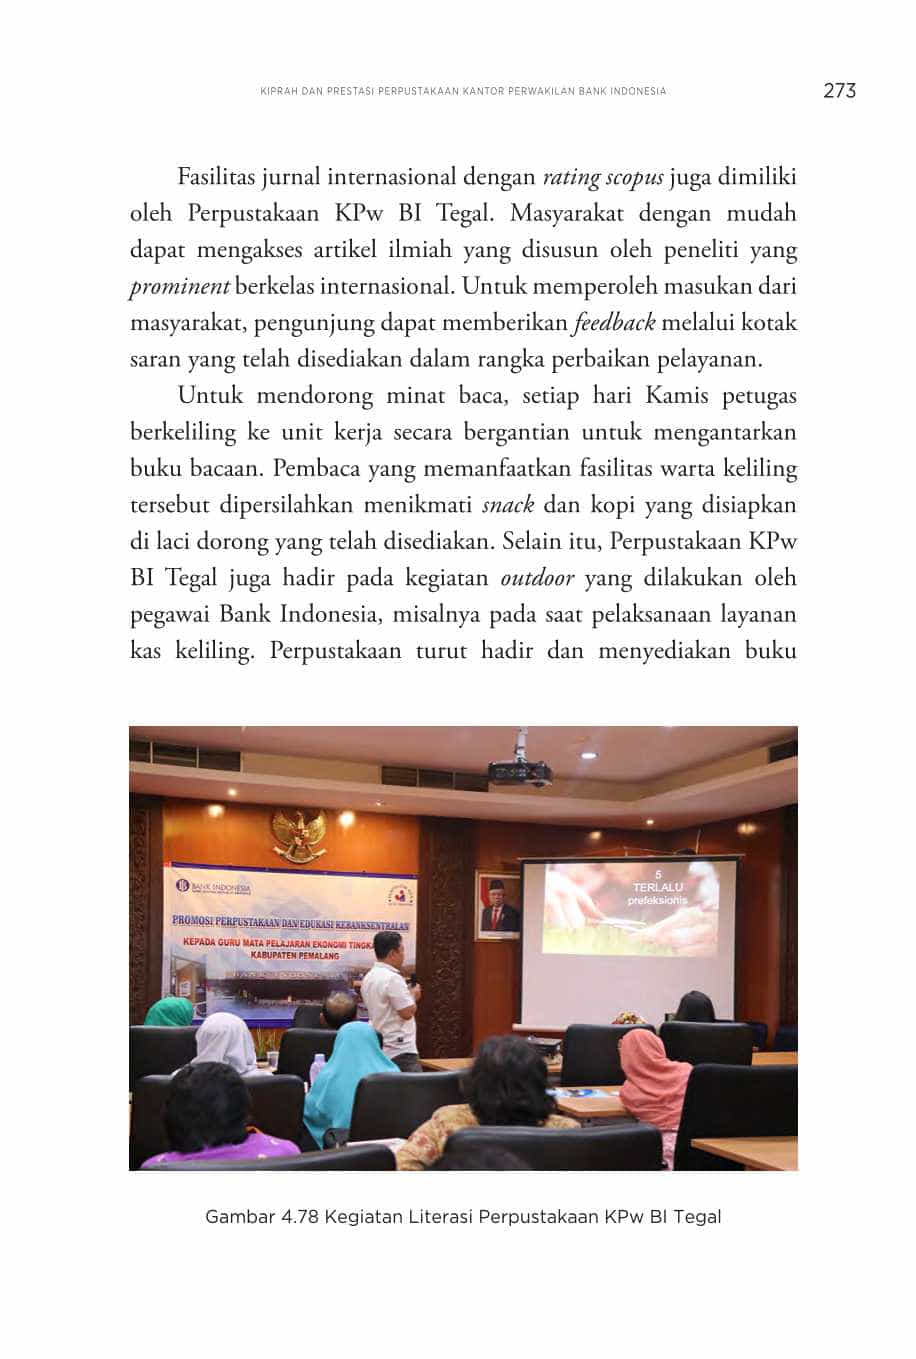 KIPRAH DAN PRESTASI PERPUSTAKAAN KANTOR PERWAKILAN BANK INDONESIA
273
Fasilitas jurnal internasional dengan rating scopus juga dimiliki
oleh Perpustakaan KPw BI Tegal. Masyarakat dengan mudah
dapat mengakses artikel ilmiah yang disusun oleh peneliti yang
prominent berkelas internasional. Untuk memperoleh masukan dari
masyarakat, pengunjung dapat memberikan feedback melalui kotak
saran yang telah disediakan dalam rangka perbaikan pelayanan.
Untuk mendorong minat baca, setiap hari Kamis petugas
berkeliling ke unit kerja secara bergantian untuk mengantarkan
buku bacaan. Pembaca yang memanfaatkan fasilitas warta keliling
tersebut dipersilahkan menikmati snack dan kopi yang disiapkan
di laci dorong yang telah disediakan. Selain itu, Perpustakaan KPw
BI Tegal juga hadir pada kegiatan outdoor yang dilakukan oleh
pegawai Bank Indonesia, misalnya pada saat pelaksanaan layanan
kas keliling. Perpustakaan turut hadir dan menyediakan buku
BANK INDONESIA
PROMOSI PERPUSTAKAAN DAN EDUKASI KEBANKSENTRALAN
KEPADA GURU MATA PELAJARAN EKONOMI TINGKA
KABUPATEN PEMALANG
5
TERLALU
prefeksionis
Gambar 4.78 Kegiatan Literasi Perpustakaan KPw BI Tegal